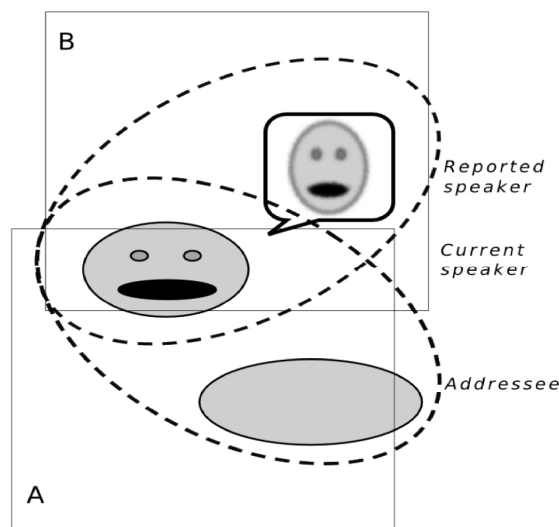 B
Reported
speaker
Current
speaker
Addressee
A